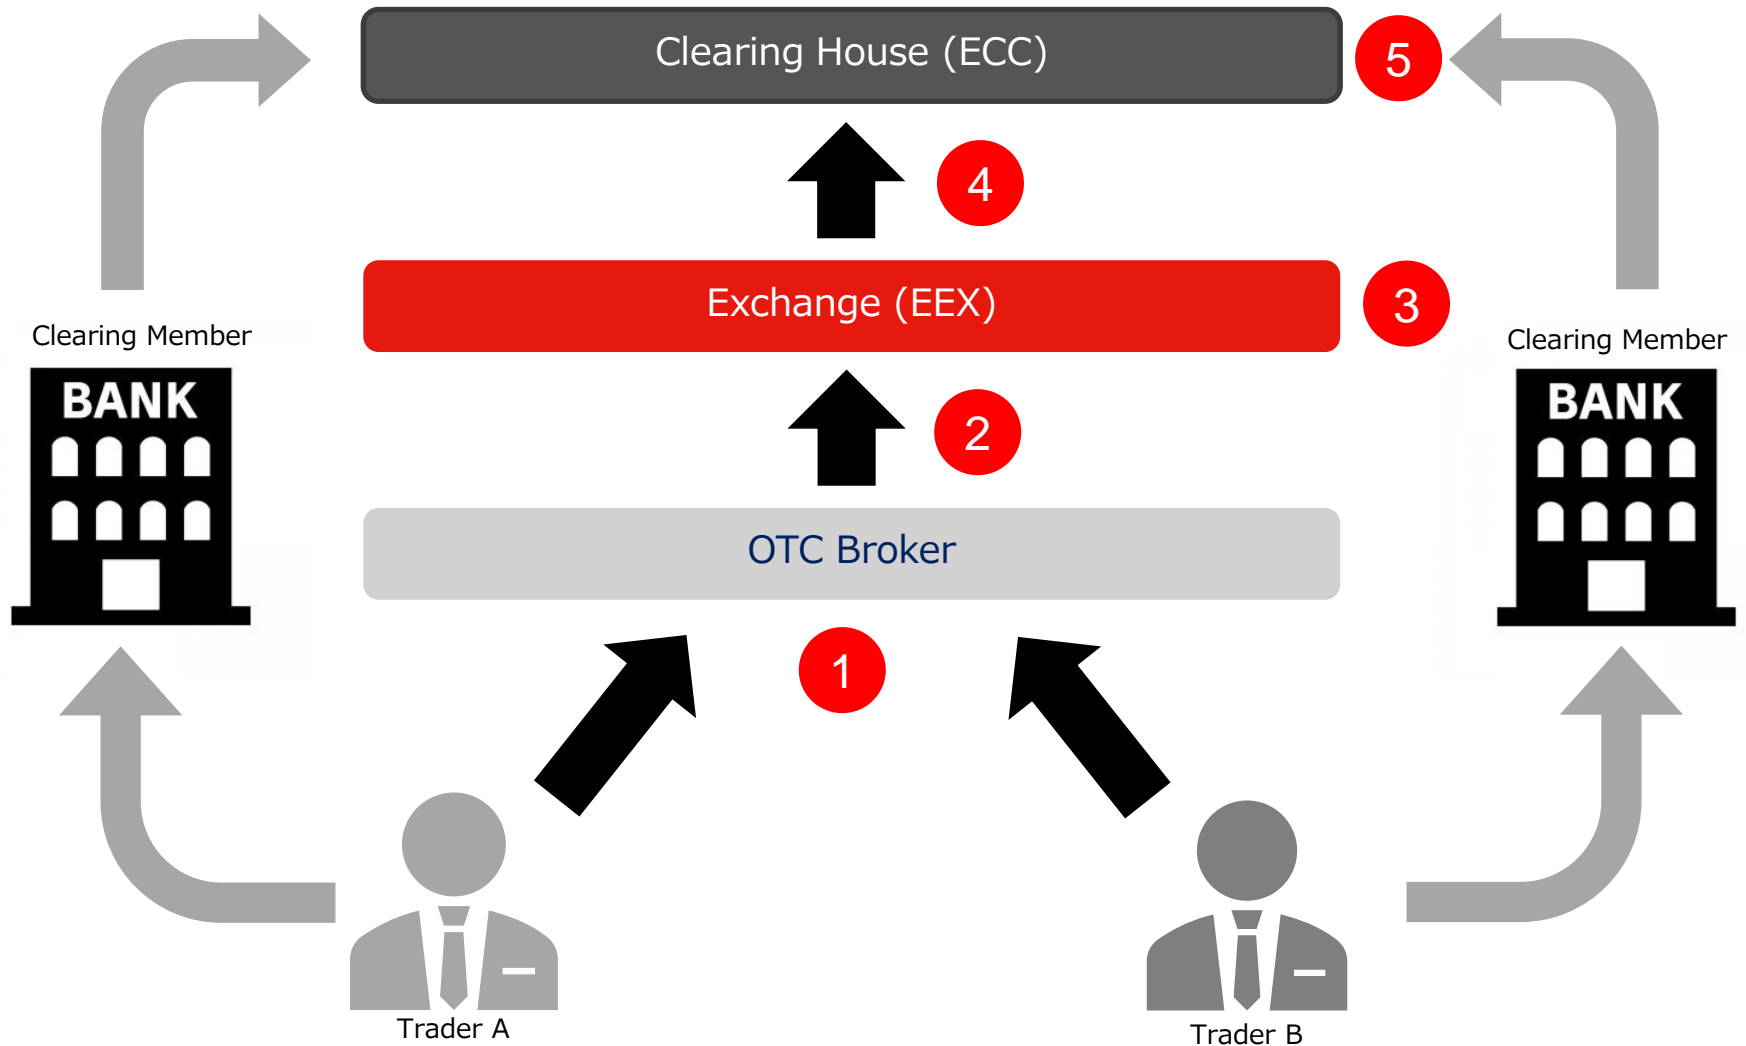 Clearing House (ECC)
5
4
Exchange (EEX)
3
Clearing Member
Clearing Member
BANK
BANK
2
OTC Broker
1
Trader A
Trader B